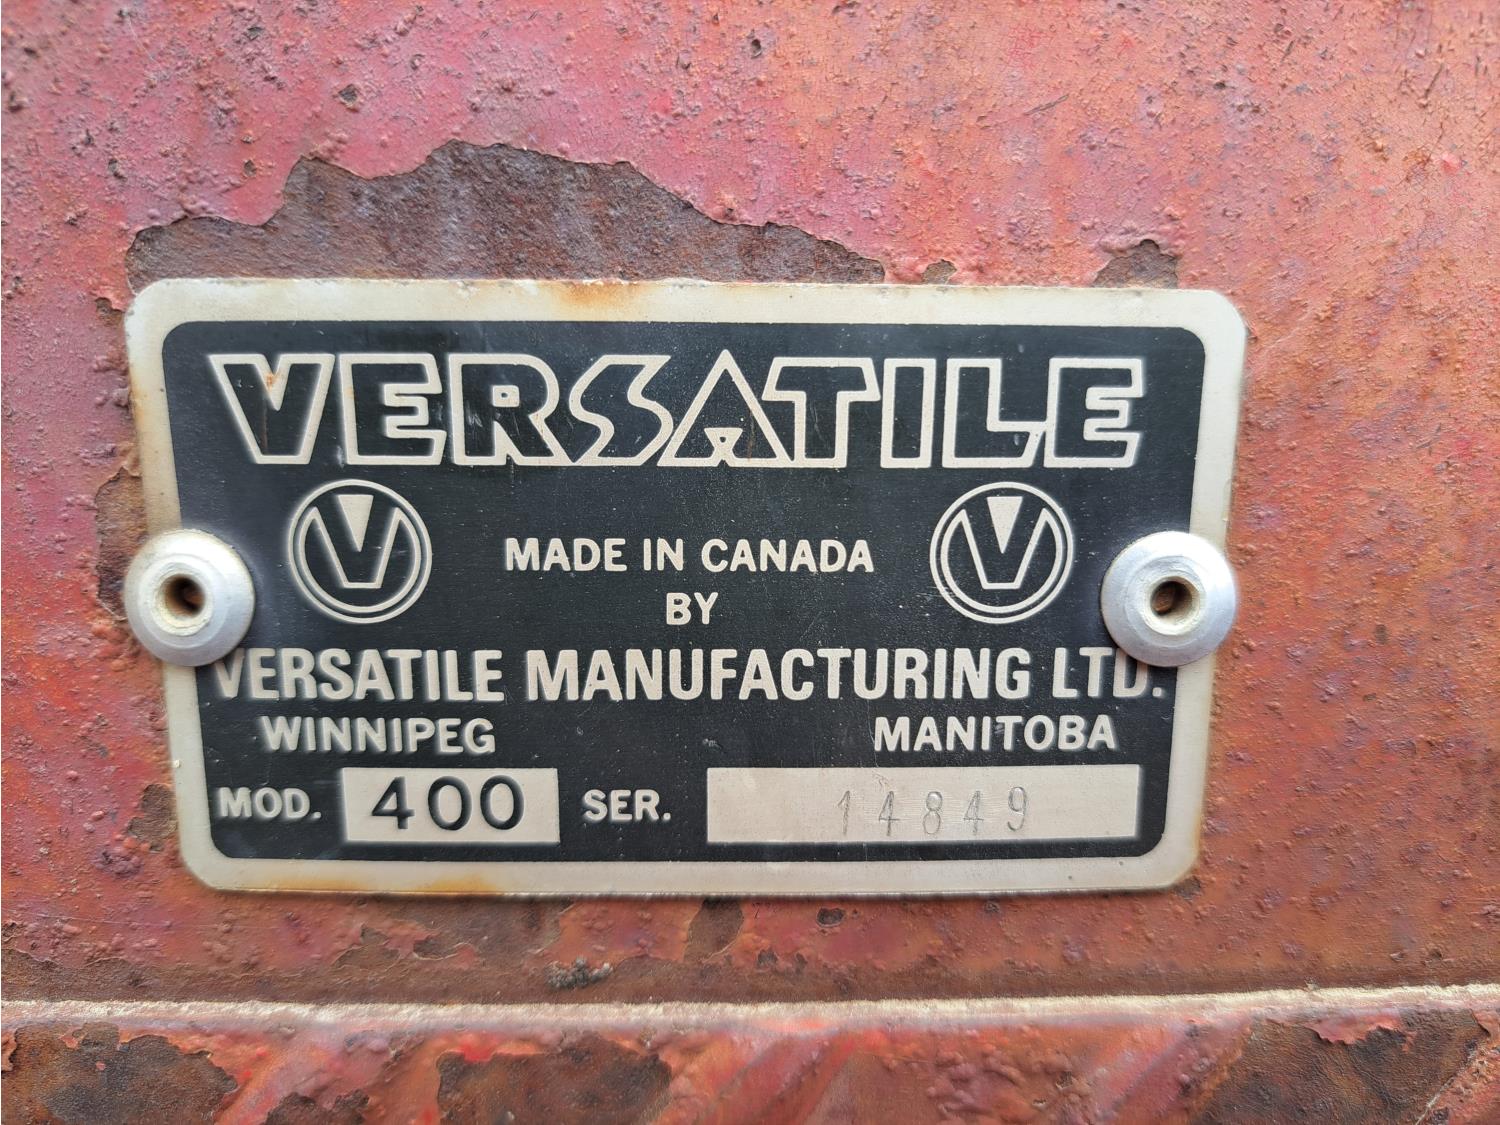 VERSATILE
V V
MADE IN CANADA
BY
VERSATILE MANUFACTURING LTD.
WINNIPEG MANITOBA
MOD. 400 SER. 14849